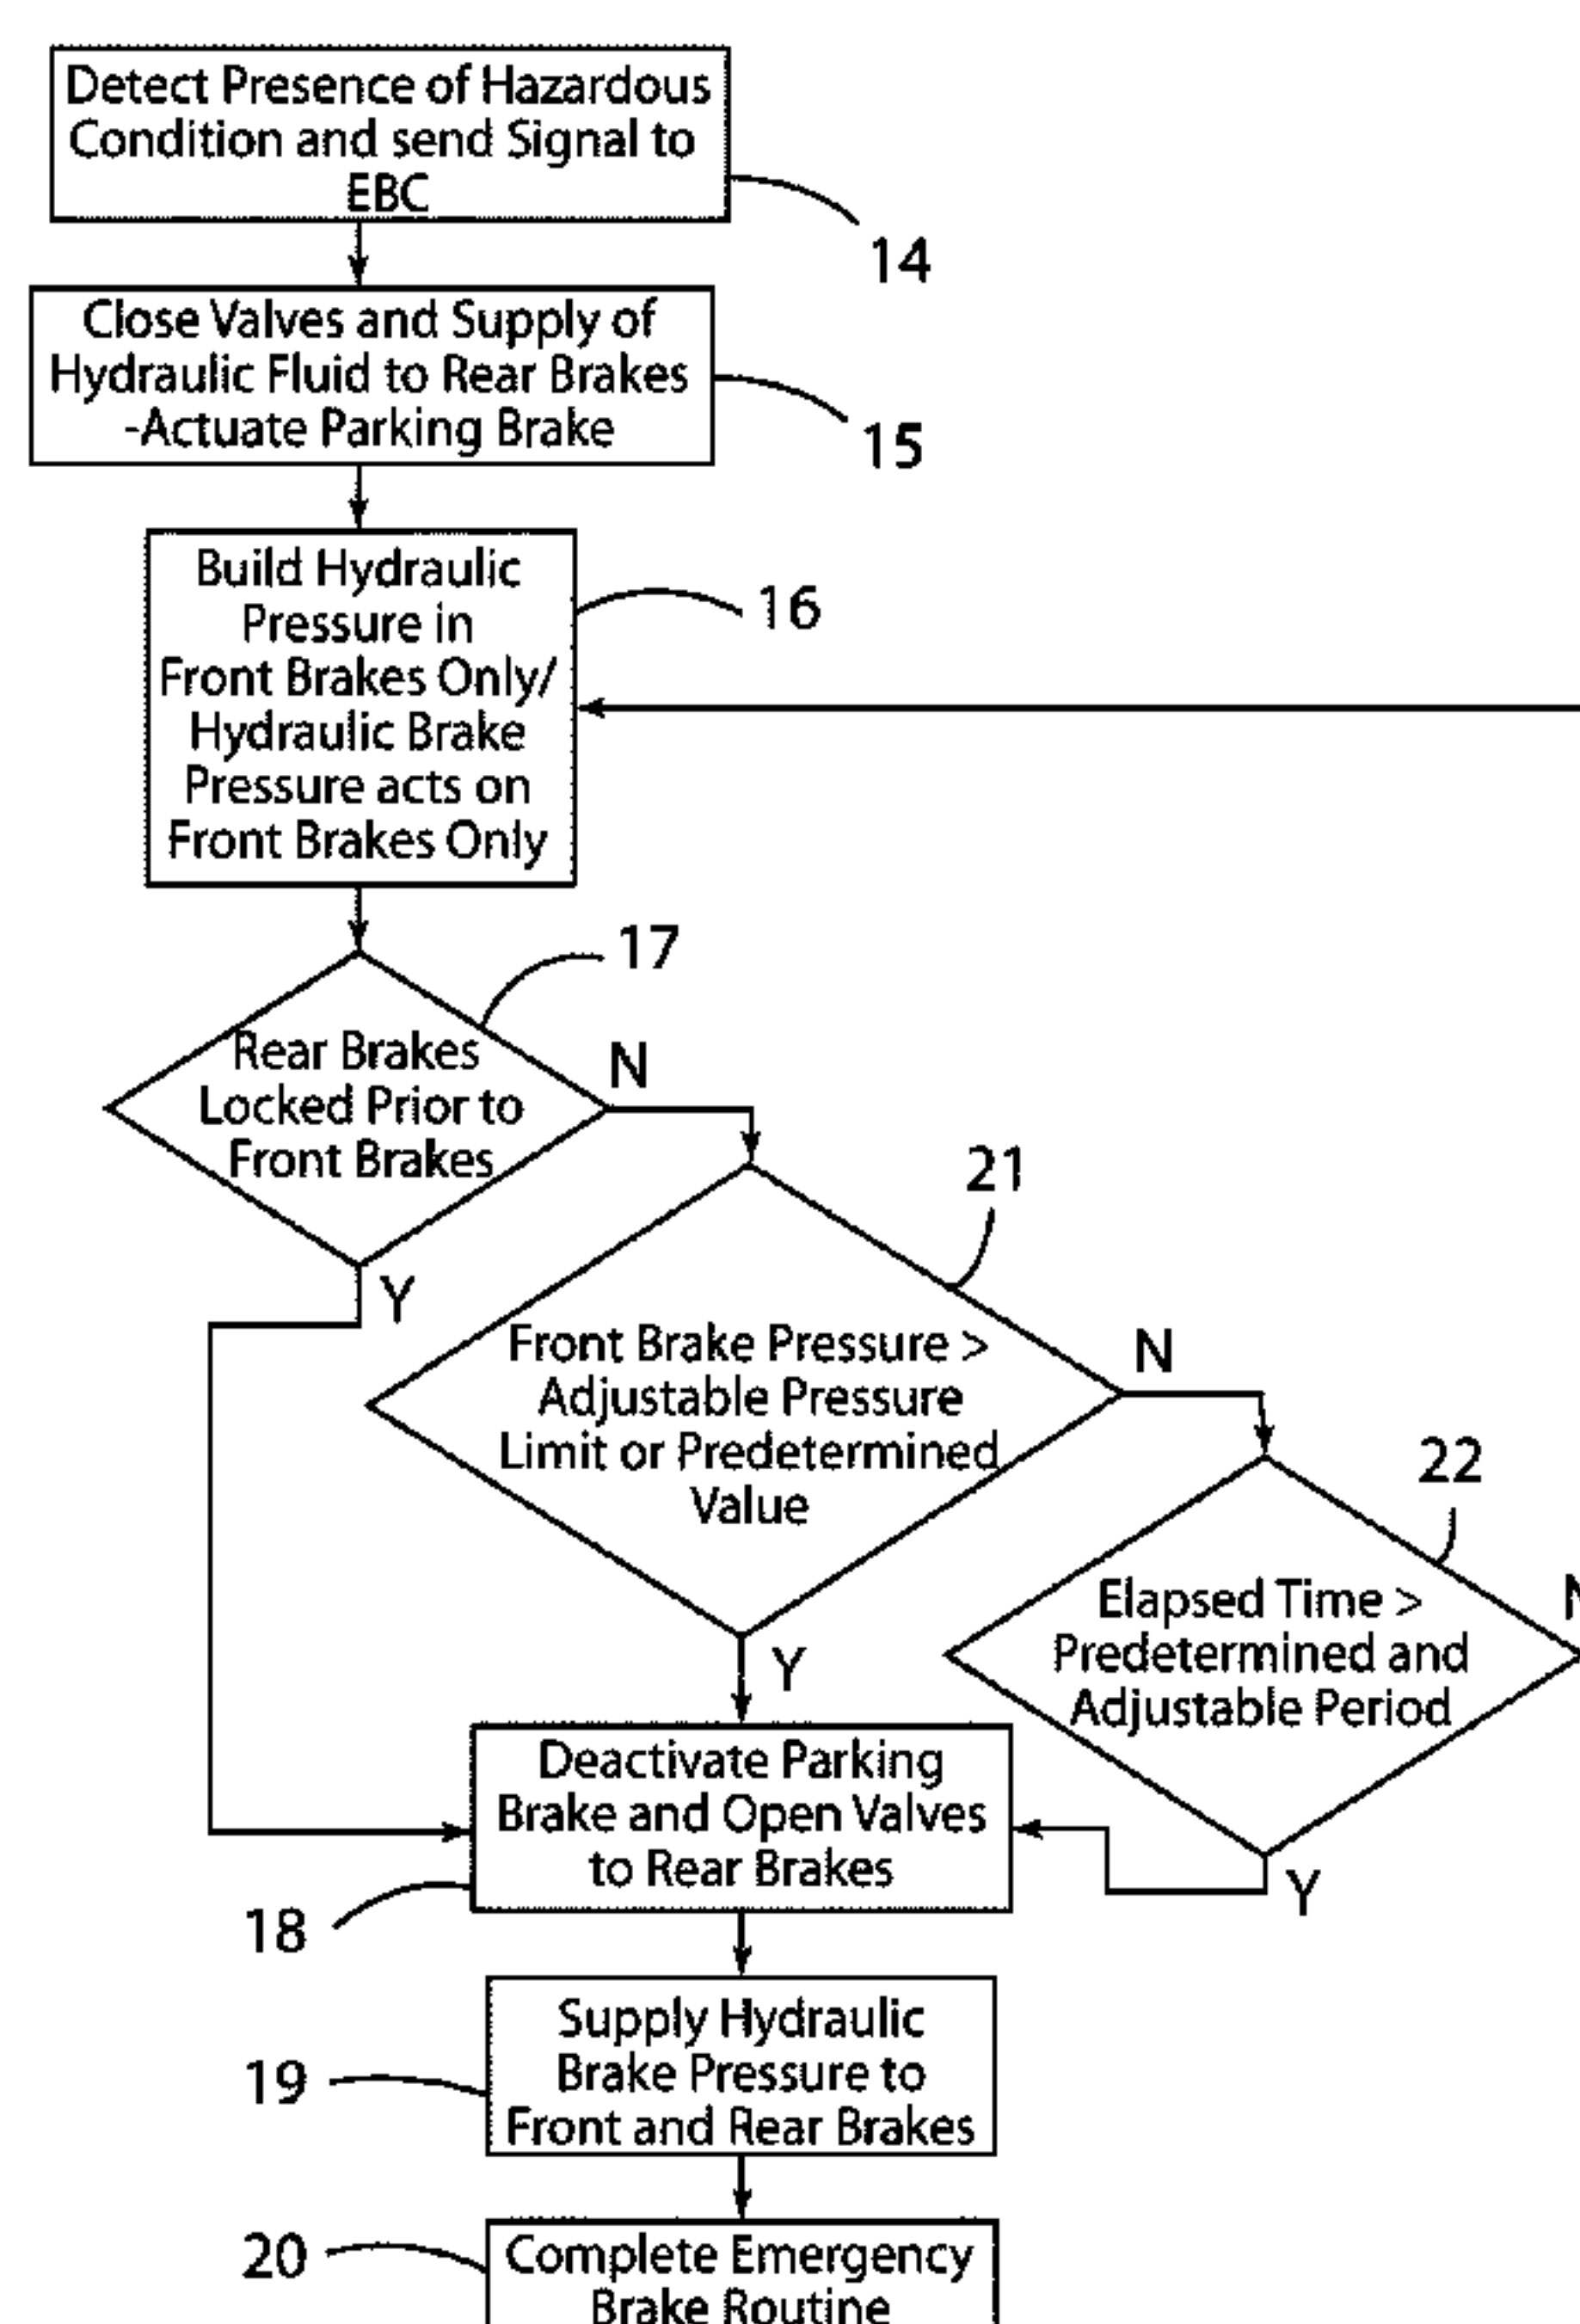 Detect Presence of Hazardous
Condition and send Signal to
EBC
14
Close Valves and Supply of
Hydraulic Fluid to Rear Brakes
-Actuate Parking Brake
15
Build Hydraulic
Pressure in
Front Brakes Only/
Hydraulic Brake
Pressure acts on
Front Brakes Only
16
17
Rear Brakes
Locked Prior to
Front Brakes
N
Y
21
Front Brake Pressure >
Adjustable Pressure
Limit or Predetermined
Value
N
Y
22
Elapsed Time >
Predetermined and
Adjustable Period
N
Y
Deactivate Parking
Brake and Open Valves
to Rear Brakes
18
Supply Hydraulic
Brake Pressure to
Front and Rear Brakes
19
20
Complete Emergency
Brake Routine